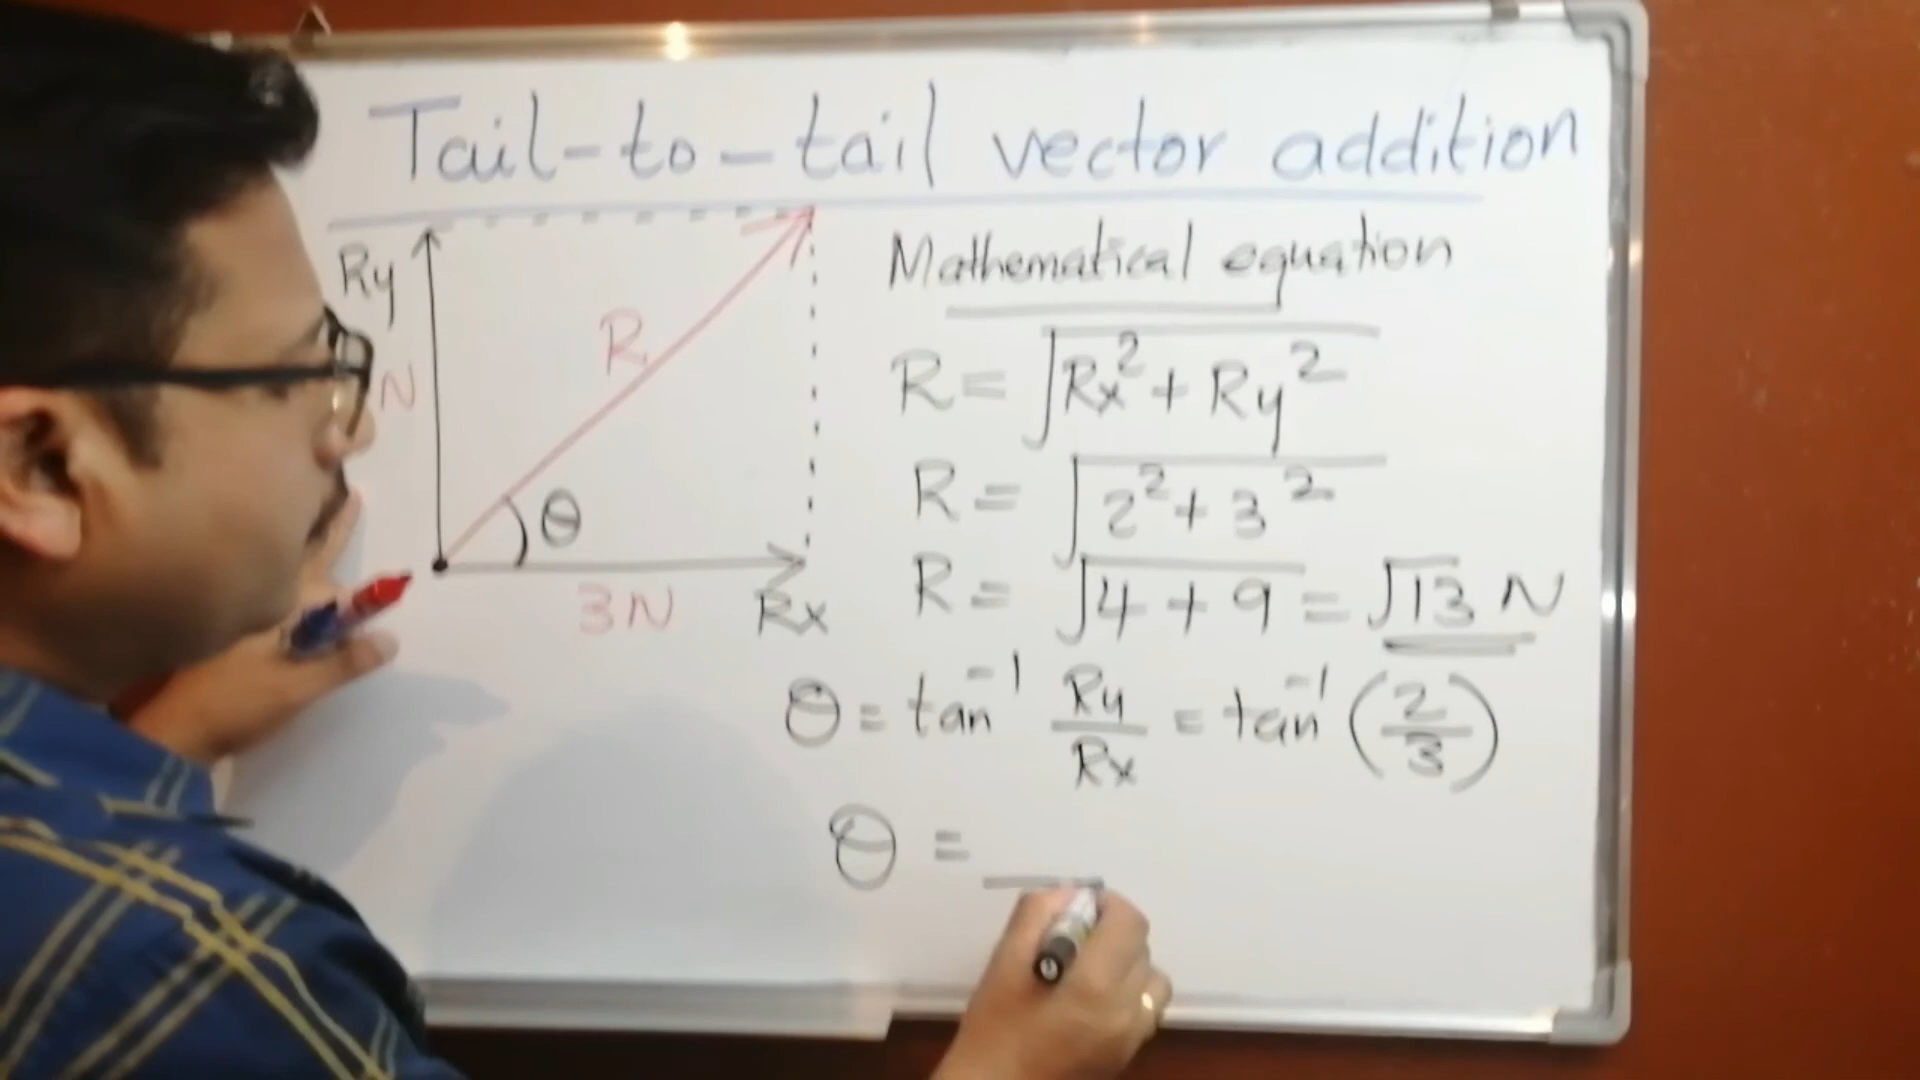 Tail-to-tail vector addition
Ry
N
R
θ
3N
Rx
Mathematical equation
R = √Rx² + Ry²
R = √2² + 3²
R = √4 + 9 = √13 N
θ = tan⁻¹ Ry/Rx = tan⁻¹ (2/3)
θ =